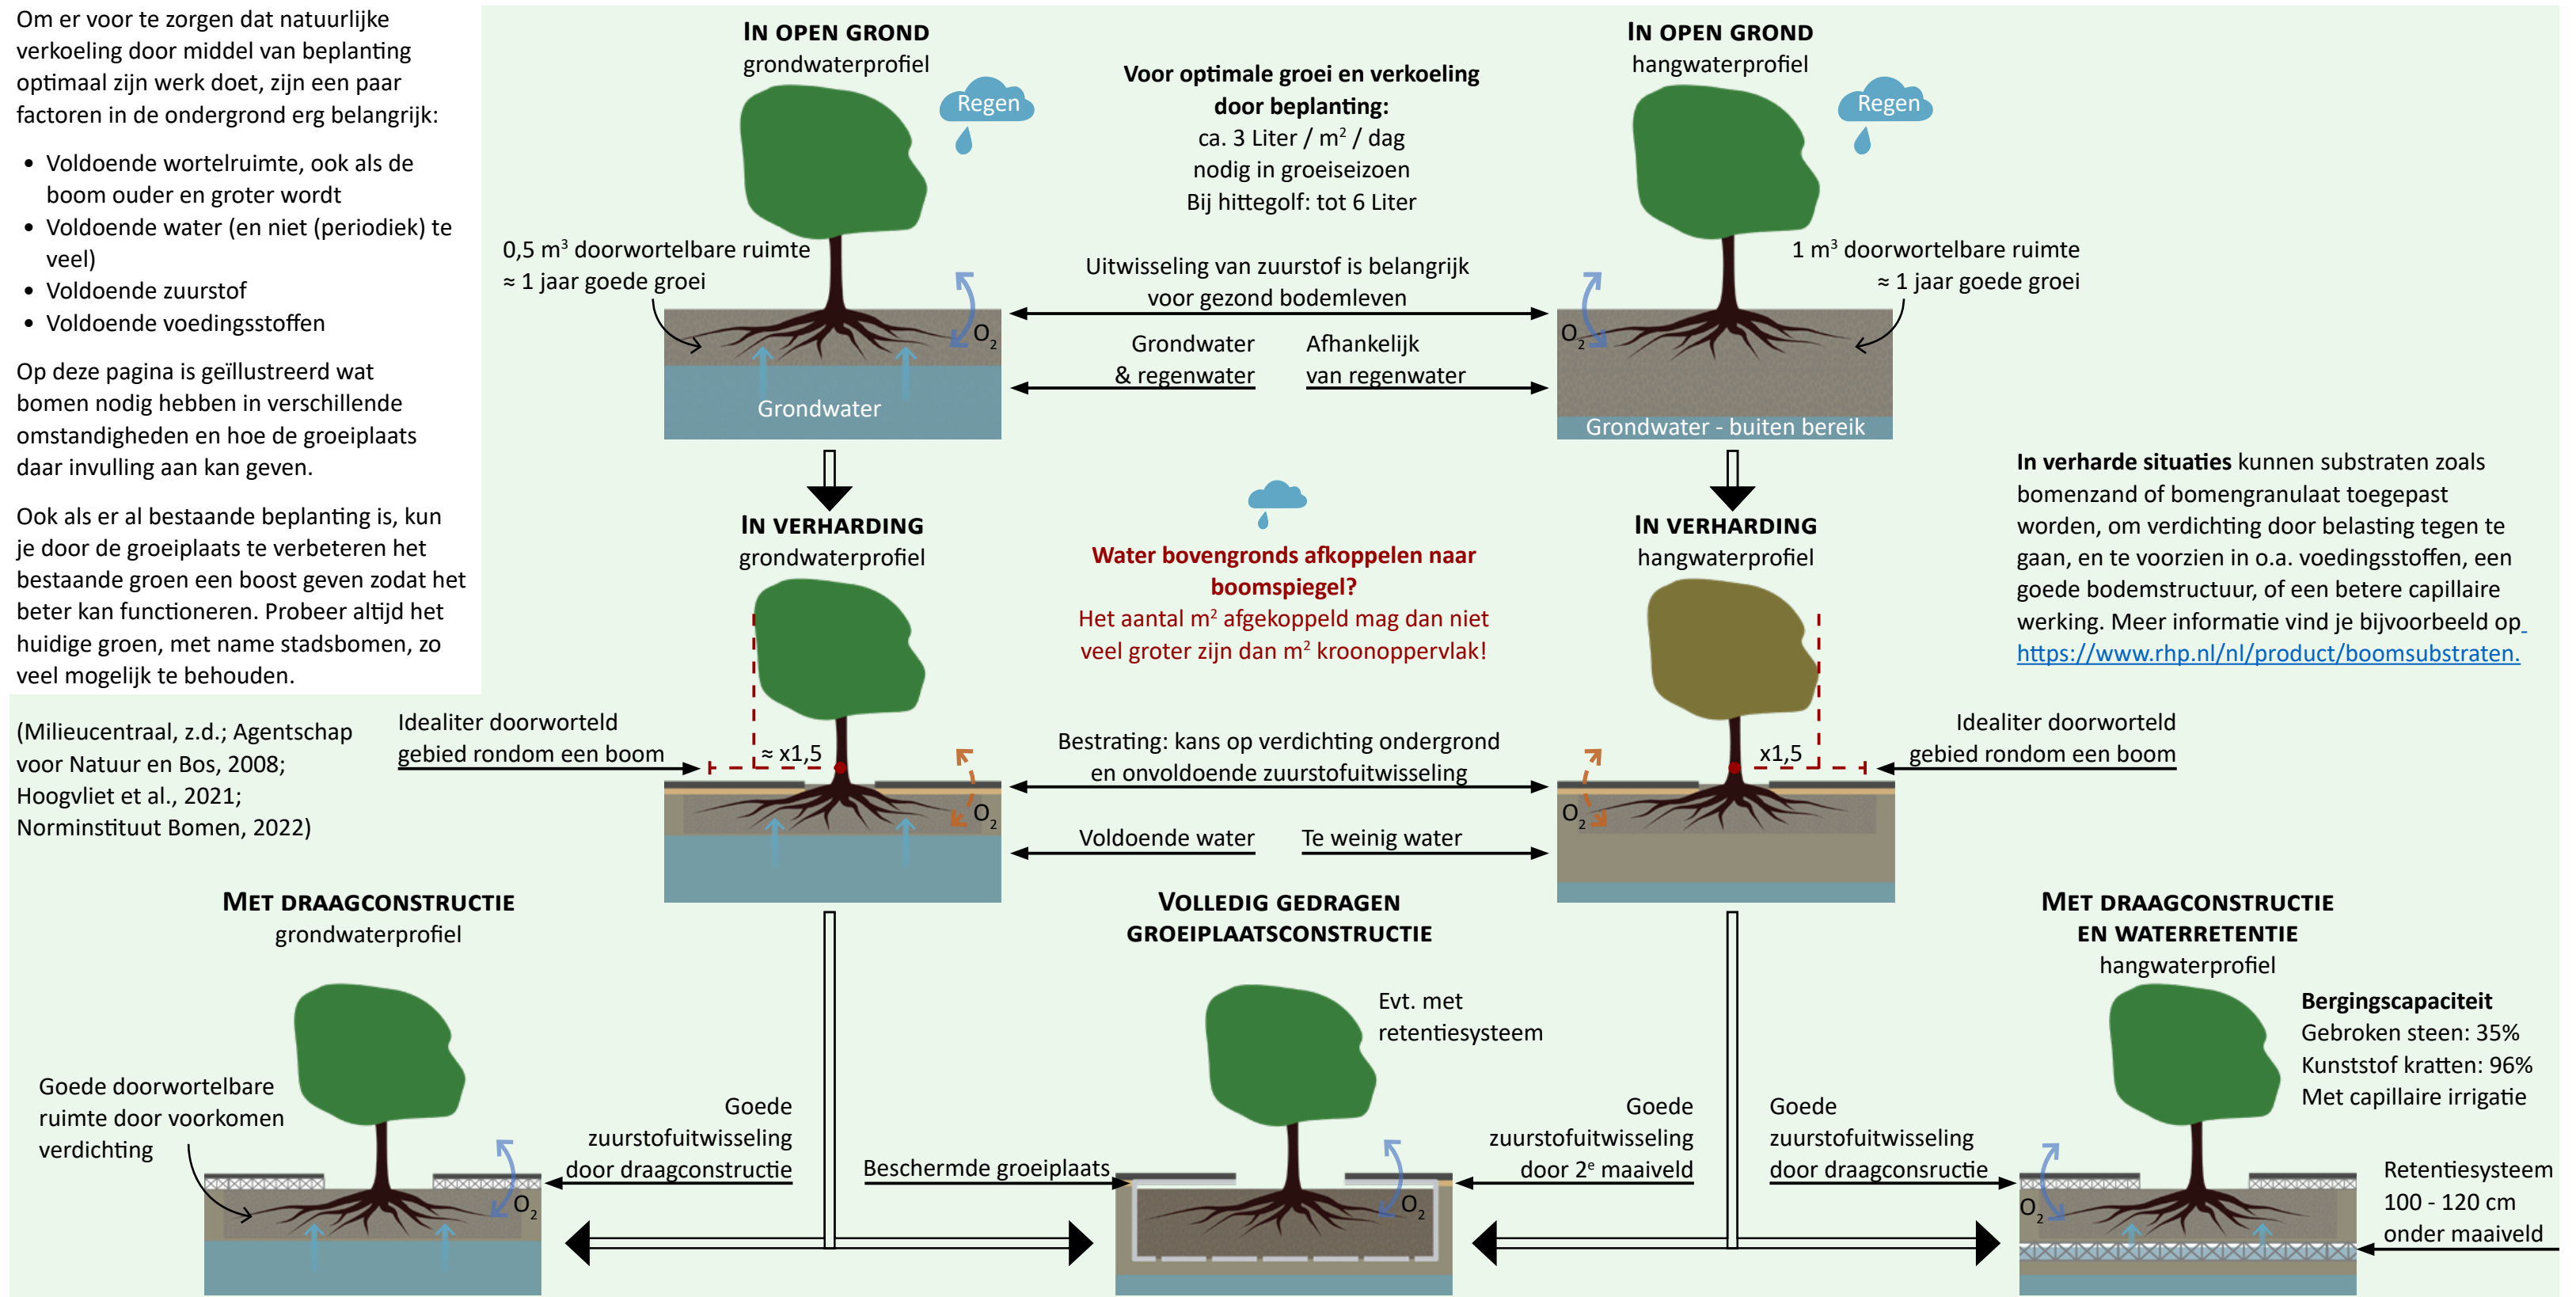 Om er voor te zorgen dat natuurlijke
verkoeling door middel van beplanting
optimaal zijn werk doet, zijn een paar
factoren in de ondergrond erg belangrijk:
• Voldoende wortelruimte, ook als de
boom ouder en groter wordt
• Voldoende water (en niet (periodiek) te
veel)
• Voldoende zuurstof
• Voldoende voedingsstoffen
Op deze pagina is geïllustreerd wat
bomen nodig hebben in verschillende
omstandigheden en hoe de groeiplaats
daar invulling aan kan geven.
Ook als er al bestaande beplanting is, kun
je door de groeiplaats te verbeteren het
bestaande groen een boost geven zodat het
beter kan functioneren. Probeer altijd het
huidige groen, met name stadsbomen, zo
veel mogelijk te behouden.
(Milieucentraal, z.d.; Agentschap
voor Natuur en Bos, 2008;
Hoogvliet et al., 2021;
Norminstituut Bomen, 2022)
IN OPEN GROND
grondwaterprofiel
Regen
0,5 m³ doorwortelbare ruimte
≈ 1 jaar goede groei
O₂
Grondwater
Voor optimale groei en verkoeling
door beplanting:
ca. 3 Liter / m² / dag
nodig in groeiseizoen
Bij hittegolf: tot 6 Liter
Uitwisseling van zuurstof is belangrijk
voor gezond bodemleven
Grondwater
& regenwater
Afhankelijk
van regenwater
IN OPEN GROND
hangwaterprofiel
Regen
1 m³ doorwortelbare ruimte
≈ 1 jaar goede groei
O₂
Grondwater - buiten bereik
In verharde situaties kunnen substraten zoals
bomenzand of bomengranulaat toegepast
worden, om verdichting door belasting tegen te
gaan, en te voorzien in o.a. voedingsstoffen, een
goede bodemstructuur, of een betere capillaire
werking. Meer informatie vind je bijvoorbeeld op
https://www.rhp.nl/nl/product/boomsubstraten.
IN VERHARDING
grondwaterprofiel
Idealiter doorworteld
gebied rondom een boom
≈ x1,5
O₂
Water bovengronds afkoppelen naar
boomspiegel?
Het aantal m² afgekoppeld mag dan niet
veel groter zijn dan m² kroonoppervlak!
Bestrating: kans op verdichting ondergrond
en onvoldoende zuurstofuitwisseling
Voldoende water
Te weinig water
IN VERHARDING
hangwaterprofiel
x1,5
Idealiter doorworteld
gebied rondom een boom
O₂
MET DRAAGCONSTRUCTIE
grondwaterprofiel
Goede doorwortelbare
ruimte door voorkomen
verdichting
O₂
Goede
zuurstofuitwisseling
door draagconstructie
VOLLEDIG GEDRAGEN
GROEIPLAATSCONSTRUCTIE
Evt. met
retentiesysteem
Beschermde groeiplaats
O₂
Goede
zuurstofuitwisseling
door 2ᵉ maaiveld
MET DRAAGCONSTRUCTIE
EN WATERRETENTIE
hangwaterprofiel
Goede
zuurstofuitwisseling
door draagconsructie
O₂
Bergingscapaciteit
Gebroken steen: 35%
Kunststof kratten: 96%
Met capillaire irrigatie
Retentiesysteem
100 - 120 cm
onder maaiveld